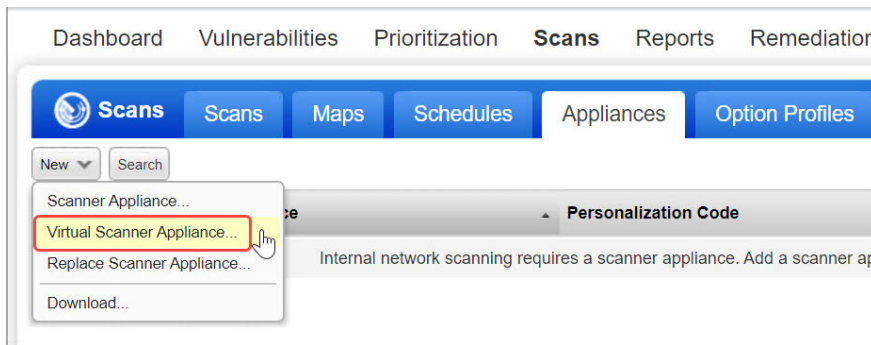 Dashboard Vulnerabilities Prioritization Scans Reports Remediation
Scans Scans Maps Schedules Appliances Option Profiles
New Search
Scanner Appliance...
Personalization Code
Virtual Scanner Appliance...
Replace Scanner Appliance...
Internal network scanning requires a scanner appliance. Add a scanner
Download...